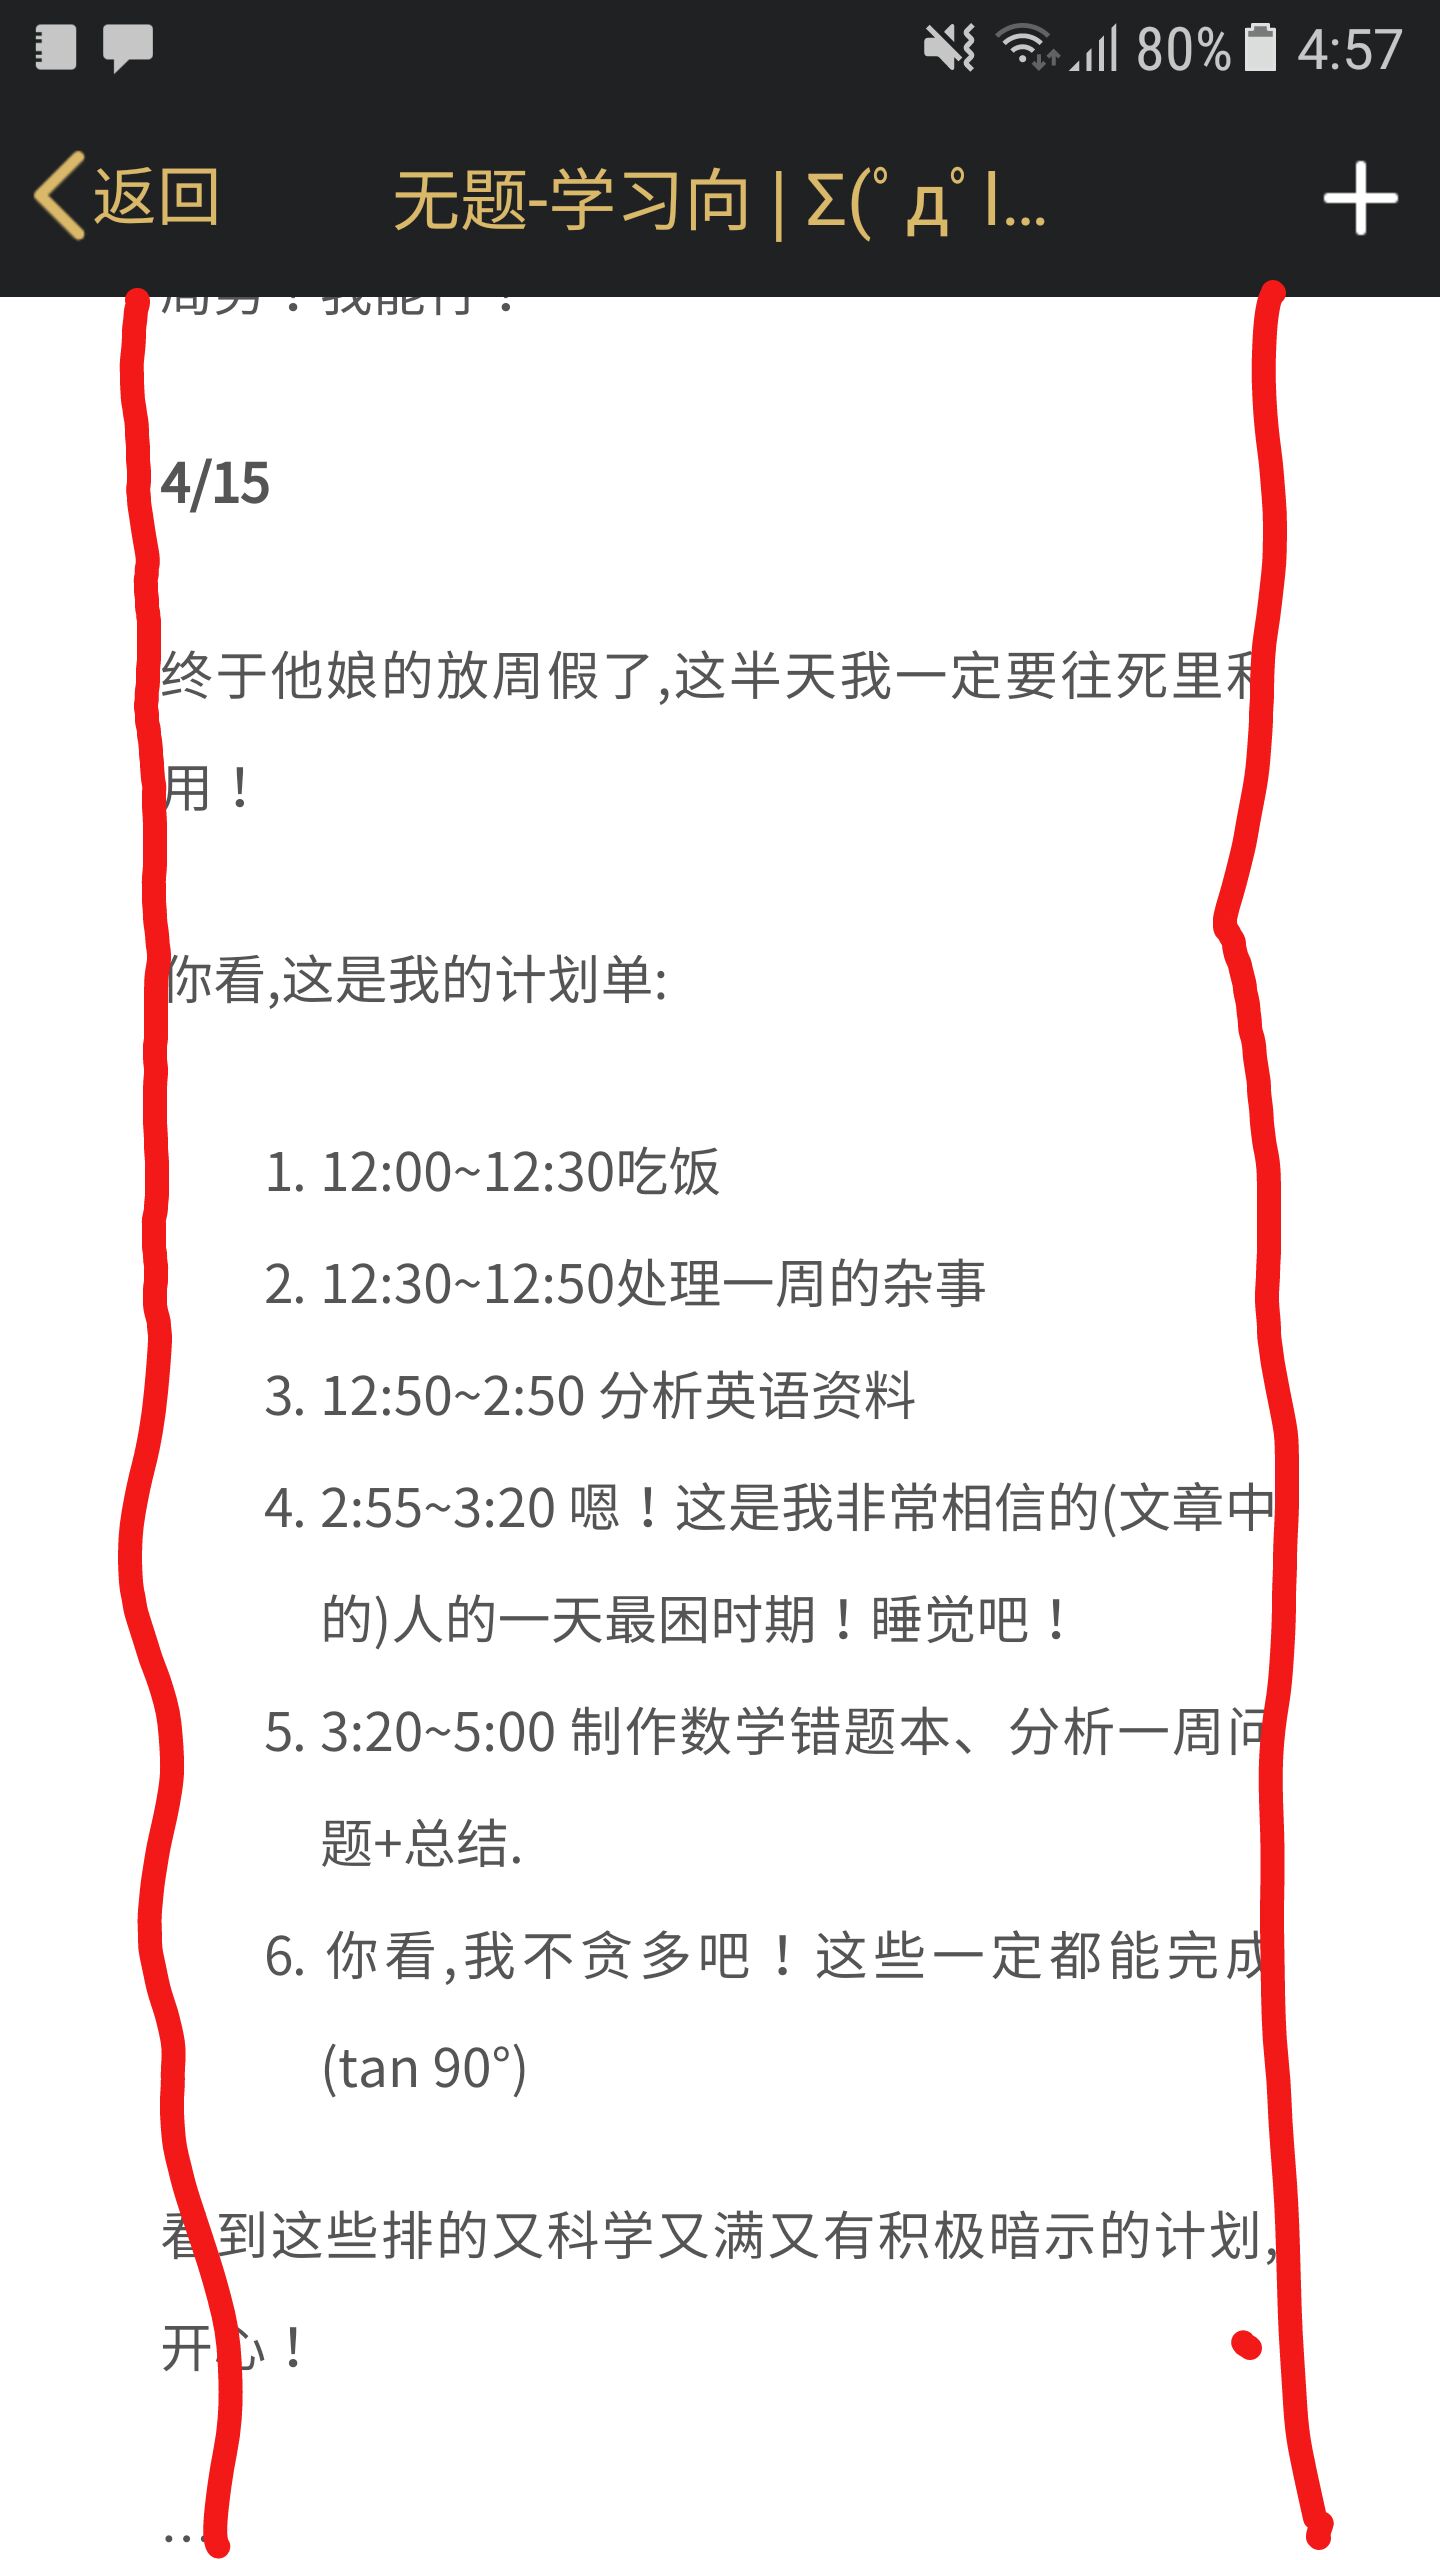 80% 4:57
返回 无题-学习向 | Σ(ﾟдﾟl...
4/15
终于他娘的放周假了,这半天我一定要往死里利
用！
你看,这是我的计划单:
1. 12:00~12:30吃饭
2. 12:30~12:50处理一周的杂事
3. 12:50~2:50 分析英语资料
4. 2:55~3:20 嗯！这是我非常相信的(文章中
的)人的一天最困时期！睡觉吧！
5. 3:20~5:00 制作数学错题本、分析一周问
题+总结.
6. 你看,我不贪多吧！这些一定都能完成
(tan 90°)
看到这些排的又科学又满又有积极暗示的计划,
开心！
...